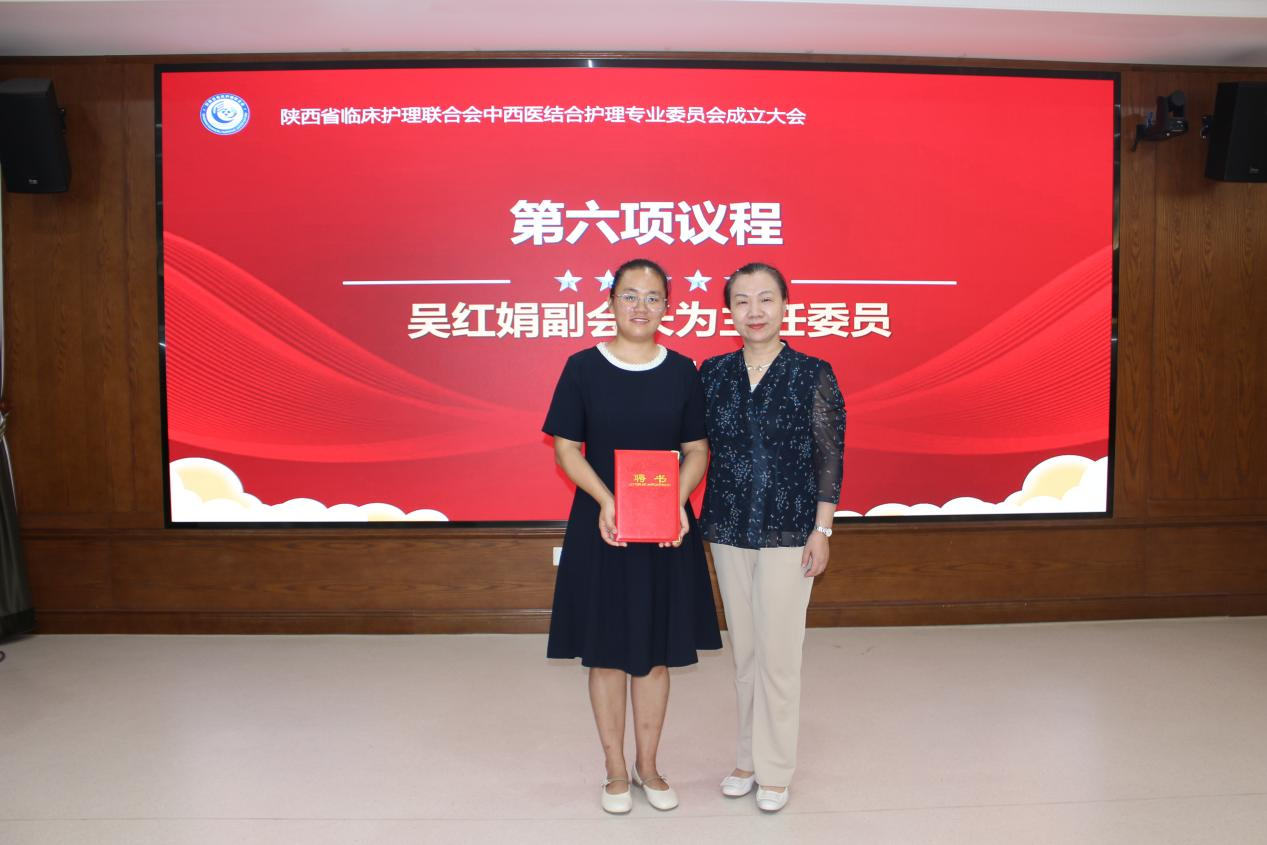 陕西省临床护理联合会中西医结合护理专业委员会成立大会
第六项议程
吴红娟副会长为主任委员
聘书